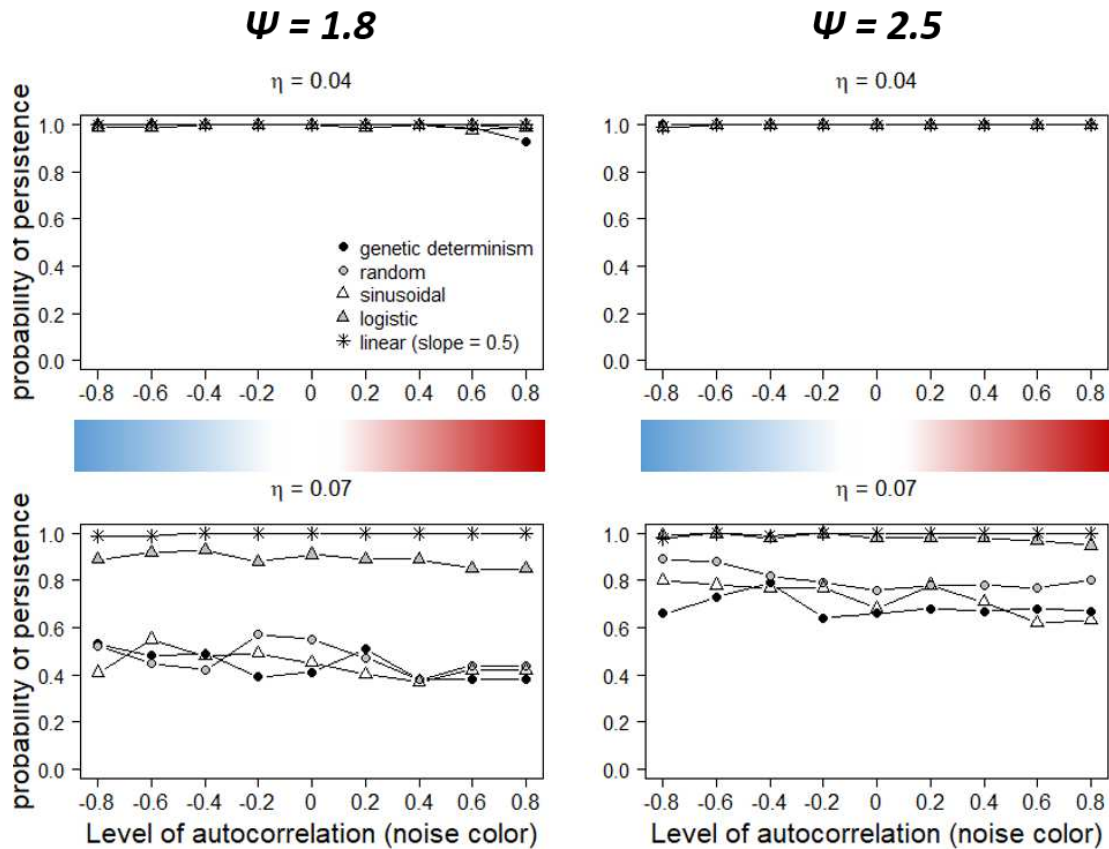 Ψ = 1.8
Ψ = 2.5
η = 0.04
probability of persistence
1.0
0.8
0.6
0.4
0.2
0.0
genetic determinism
random
sinusoidal
logistic
linear (slope = 0.5)
-0.8 -0.6 -0.4 -0.2 0 0.2 0.4 0.6 0.8
η = 0.04
1.0
0.8
0.6
0.4
0.2
0.0
-0.8 -0.6 -0.4 -0.2 0 0.2 0.4 0.6 0.8
η = 0.07
probability of persistence
1.0
0.8
0.6
0.4
0.2
0.0
-0.8 -0.6 -0.4 -0.2 0 0.2 0.4 0.6 0.8
Level of autocorrelation (noise color)
η = 0.07
1.0
0.8
0.6
0.4
0.2
0.0
-0.8 -0.6 -0.4 -0.2 0 0.2 0.4 0.6 0.8
Level of autocorrelation (noise color)